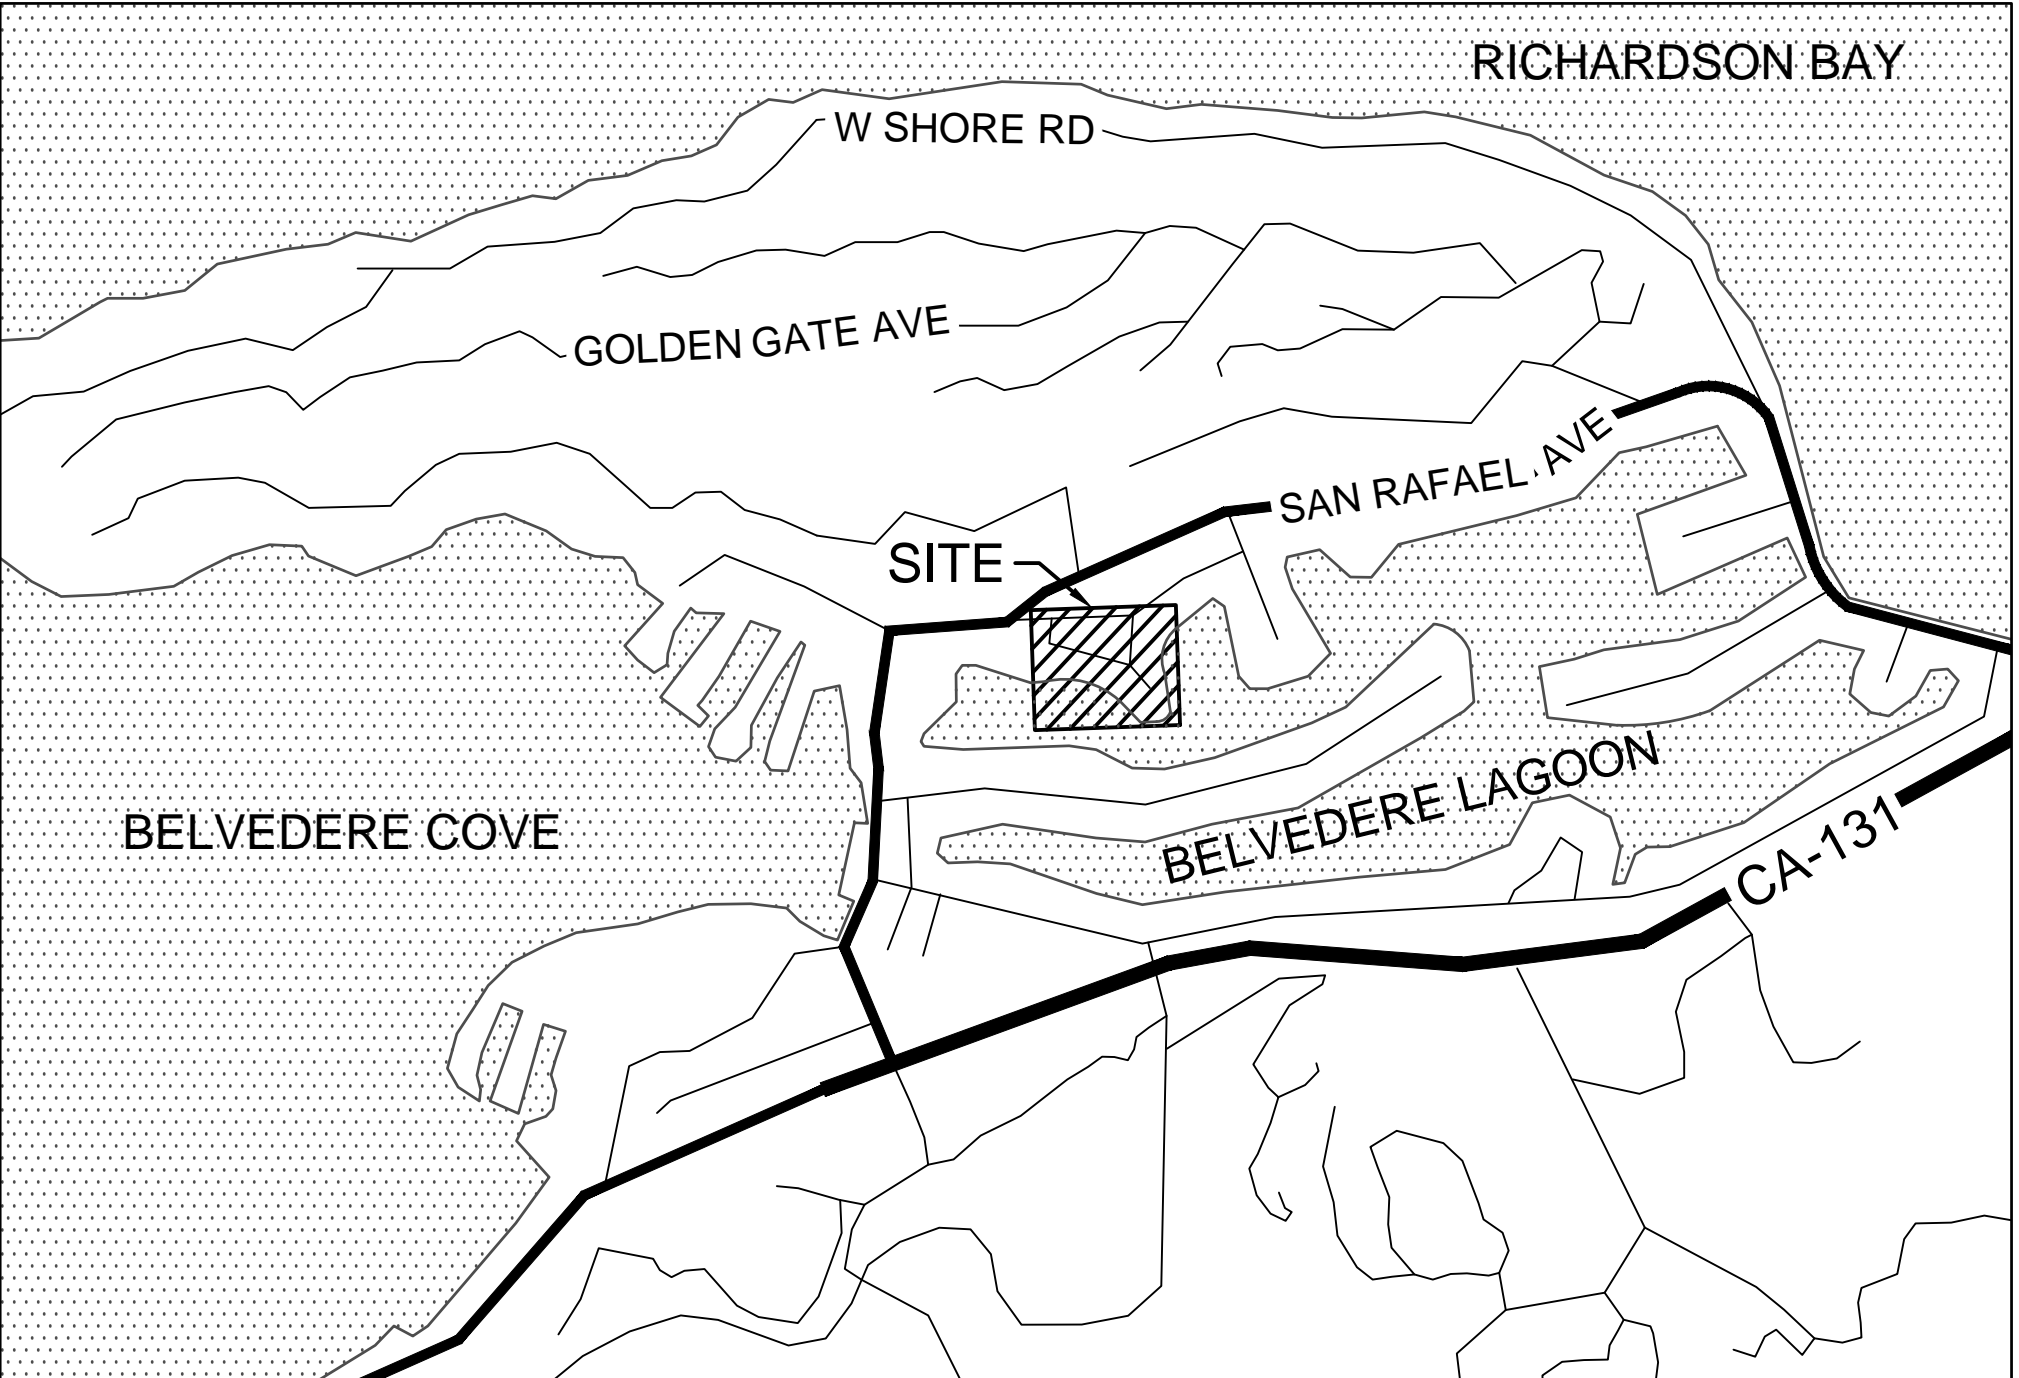 RICHARDSON BAY
W SHORE RD
GOLDEN GATE AVE
SAN RAFAEL AVE
SITE
BELVEDERE COVE
BELVEDERE LAGOON
CA-131